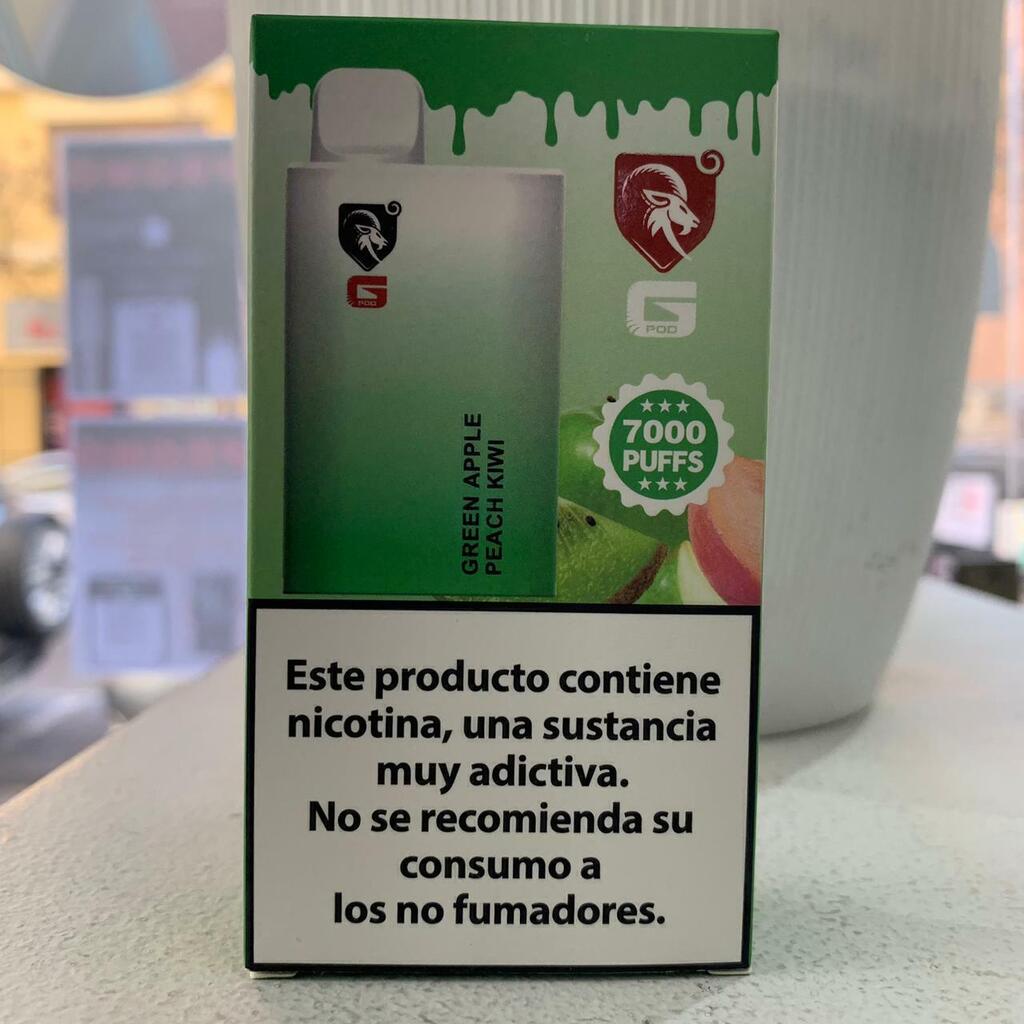 G
POD
G
POD
7000
PUFFS
GREEN APPLE
PEACH KIWI
Este producto contiene
nicotina, una sustancia
muy adictiva.
No se recomienda su
consumo a
los no fumadores.